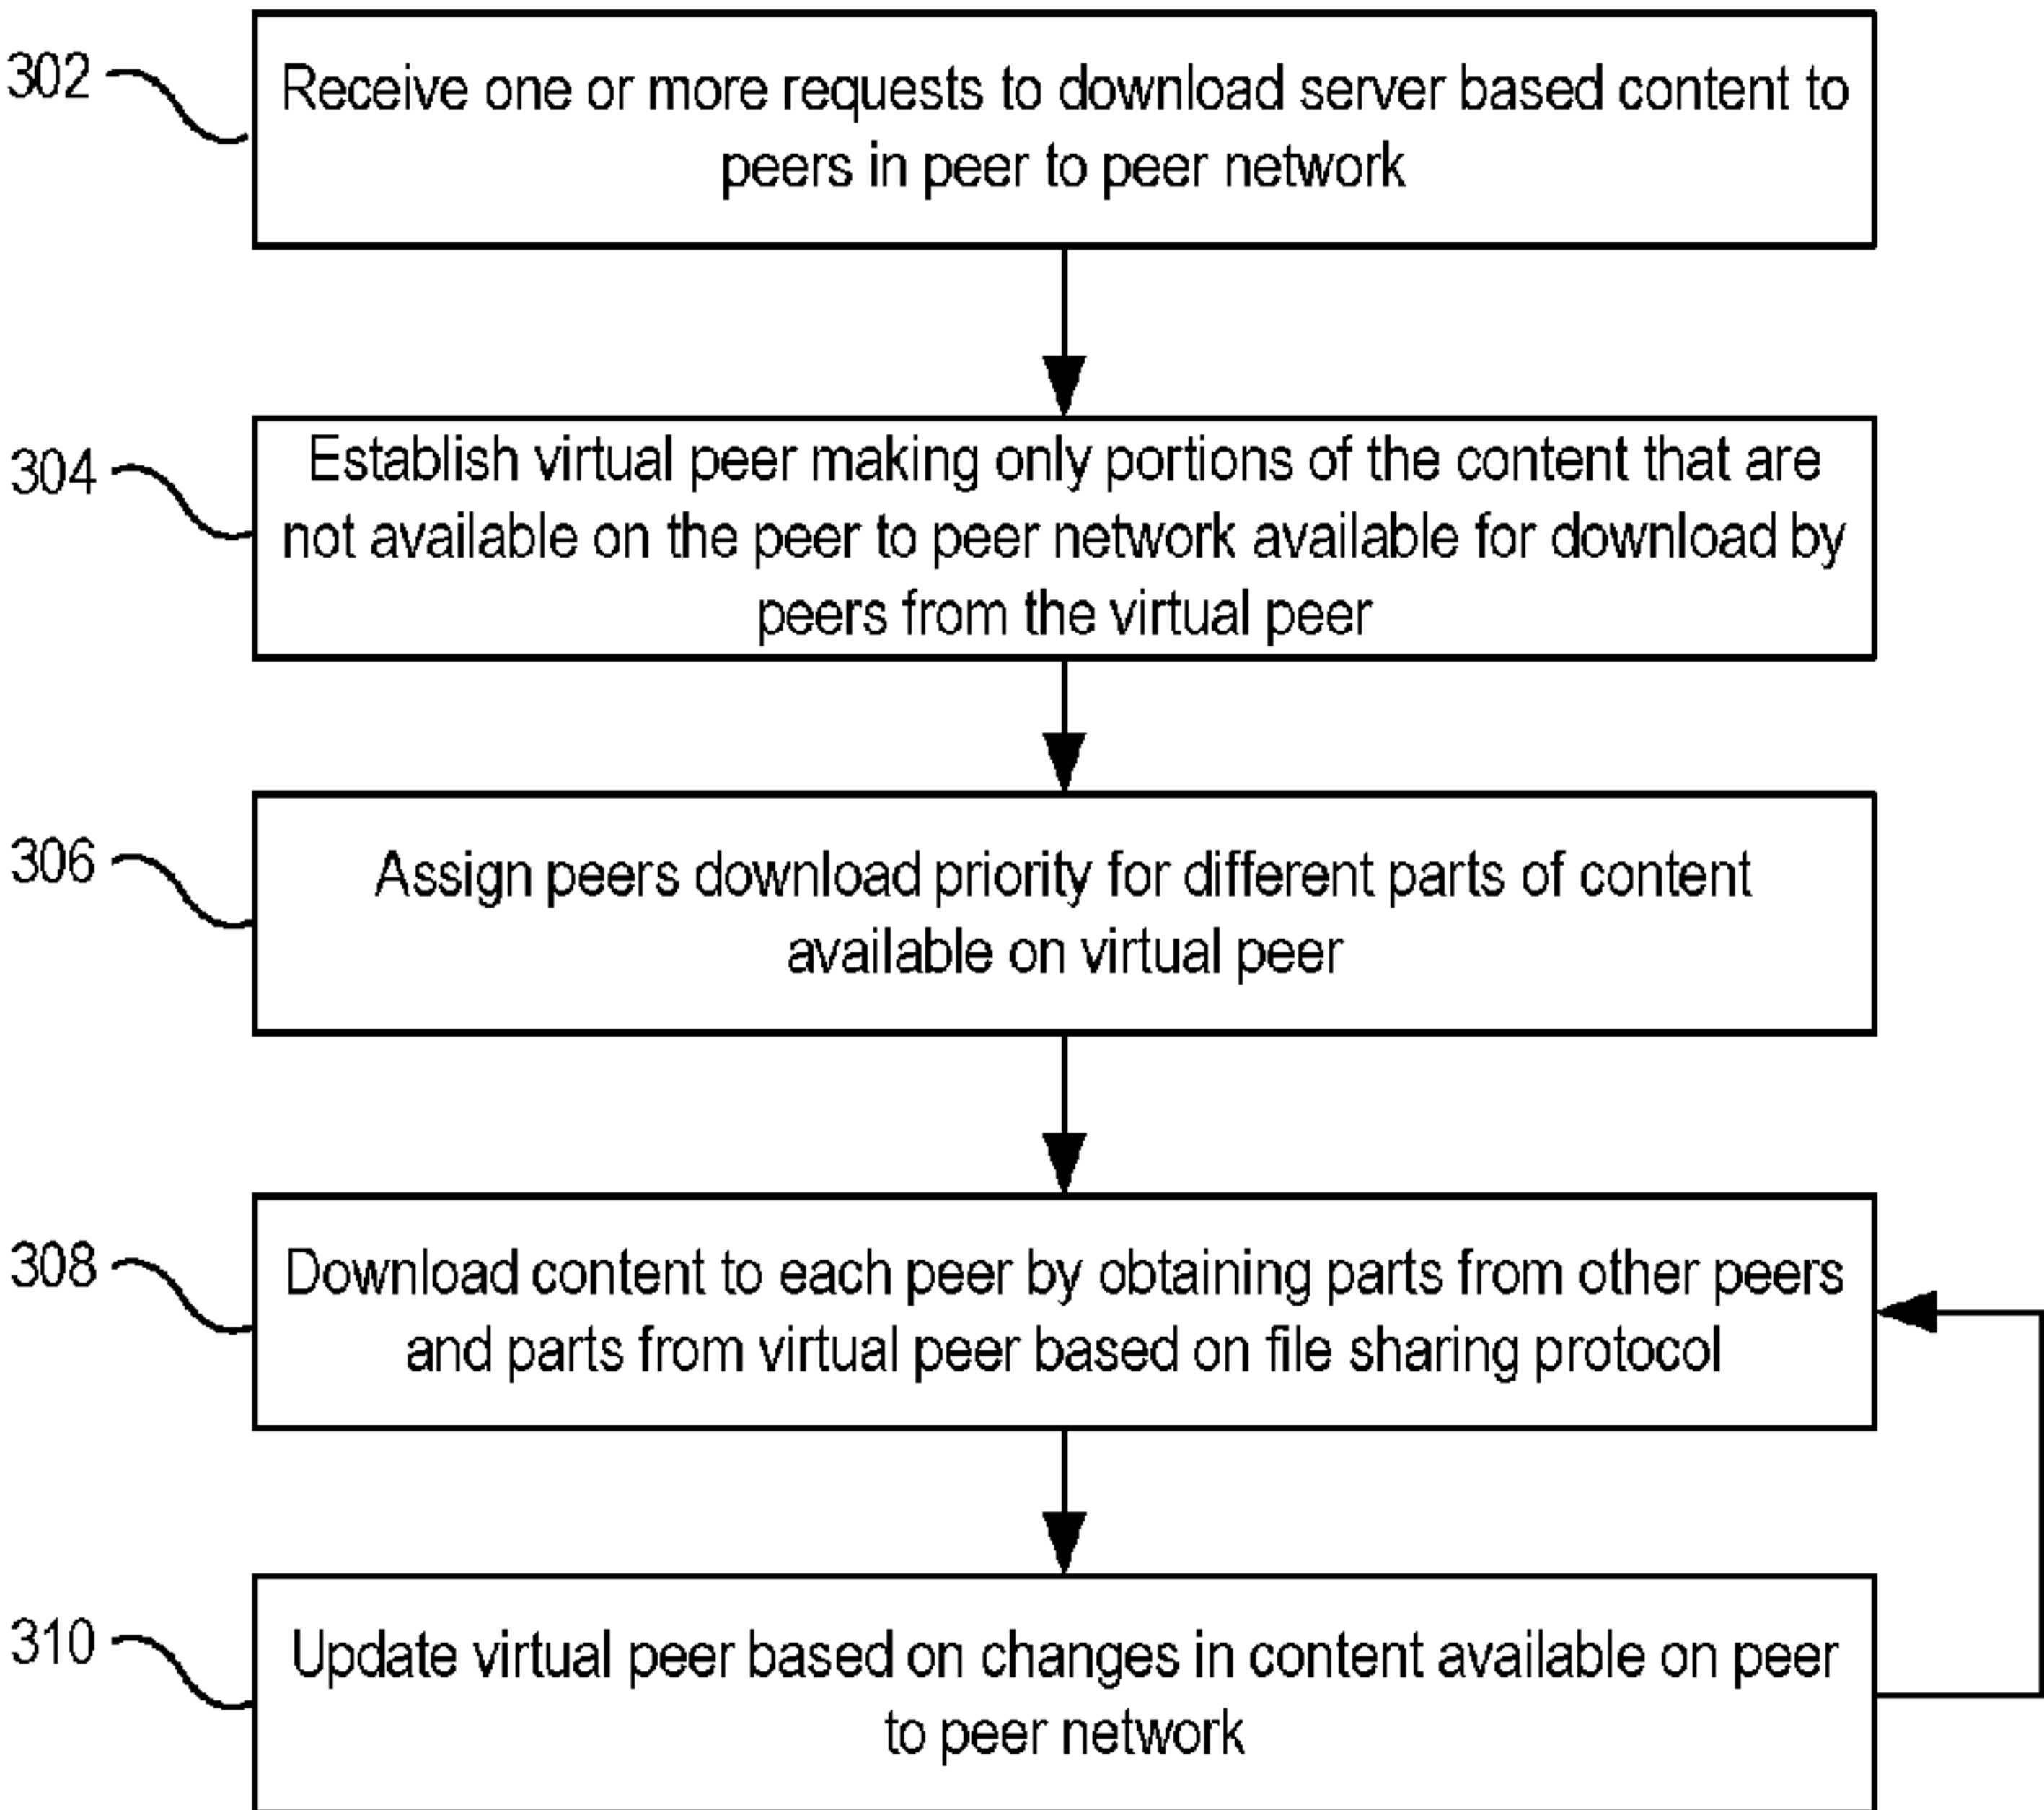 302
Receive one or more requests to download server based content to
peers in peer to peer network
304
Establish virtual peer making only portions of the content that are
not available on the peer to peer network available for download by
peers from the virtual peer
306
Assign peers download priority for different parts of content
available on virtual peer
308
Download content to each peer by obtaining parts from other peers
and parts from virtual peer based on file sharing protocol
310
Update virtual peer based on changes in content available on peer
to peer network